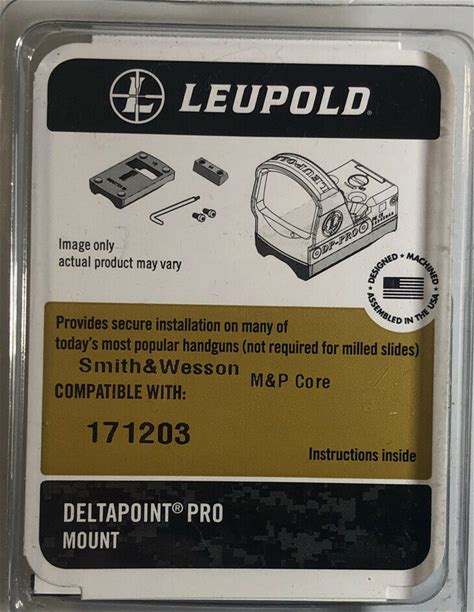 LEUPOLD®
LEUPOLD
LEUPOLD
DP-PRO
Image only
actual product may vary
DESIGNED • MACHINED
ASSEMBLED IN THE USA
Provides secure installation on many of
today's most popular handguns (not required for milled slides)
Smith&Wesson M&P Core
COMPATIBLE WITH:
171203
Instructions inside
DELTAPOINT® PRO
MOUNT